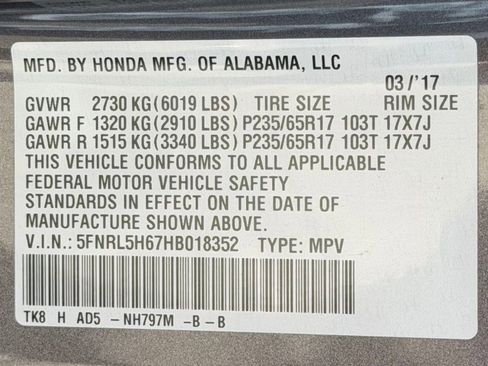 MFD. BY HONDA MFG. OF ALABAMA, LLC
03 /'17
GVWR 2730 KG(6019 LBS) TIRE SIZE RIM SIZE
GAWR F 1320 KG(2910 LBS)P235/65R17 103T 17X7J
GAWR R 1515 KG(3340 LBS)P235/65R17 103T 17X7J
THIS VEHICLE CONFORMS TO ALL APPLICABLE
FEDERAL MOTOR VEHICLE SAFETY
STANDARDS IN EFFECT ON THE DATE OF
MANUFACTURE SHOWN ABOVE.
V.I.N.: 5FNRL5H67HB018352 TYPE: MPV
TK8 H AD5 -NH797M -B-B